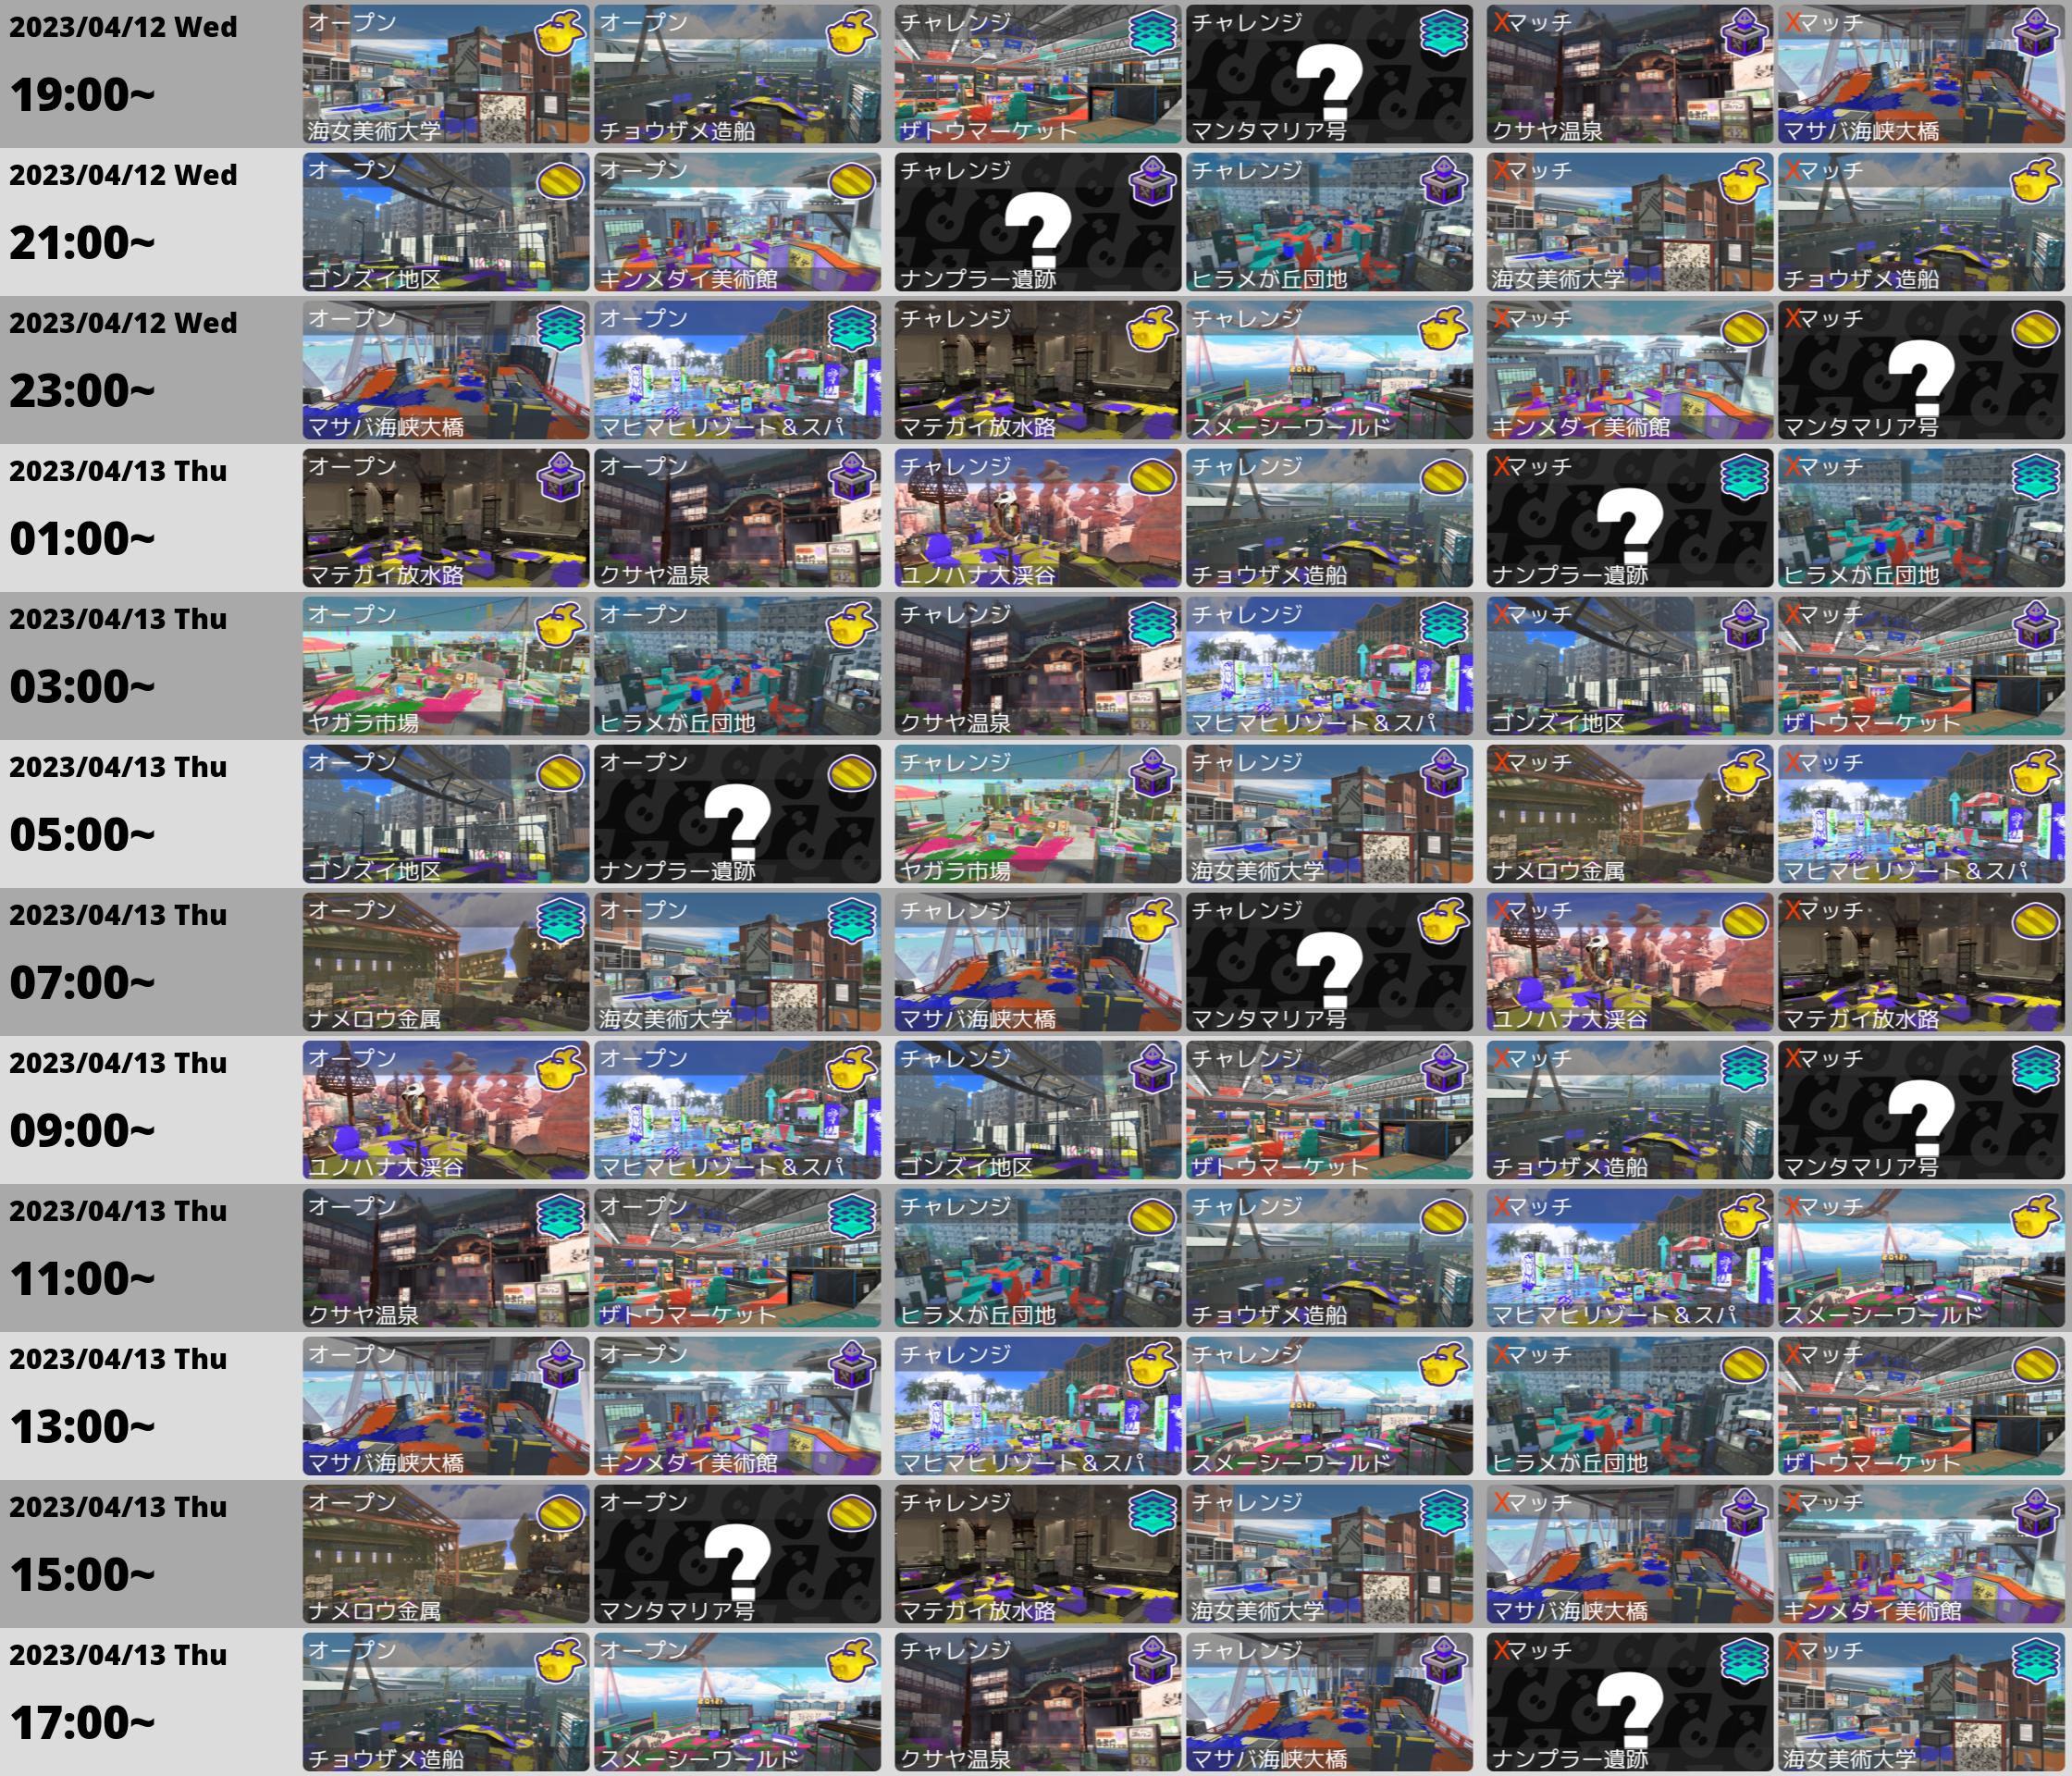 2023/04/12 Wed
19:00~
オープン
海女美術大学
オープン
チョウザメ造船
チャレンジ
ザトウマーケット
チャレンジ
マンタマリア号
Xマッチ
クサヤ温泉
Xマッチ
マサバ海峡大橋
2023/04/12 Wed
21:00~
オープン
ゴンズイ地区
オープン
キンメダイ美術館
チャレンジ
ナンプラー遺跡
チャレンジ
ヒラメが丘団地
Xマッチ
海女美術大学
Xマッチ
チョウザメ造船
2023/04/12 Wed
23:00~
オープン
マサバ海峡大橋
オープン
マヒマヒリゾート＆スパ
チャレンジ
マテガイ放水路
チャレンジ
スメーシーワールド
Xマッチ
キンメダイ美術館
Xマッチ
マンタマリア号
2023/04/13 Thu
01:00~
オープン
マテガイ放水路
オープン
クサヤ温泉
チャレンジ
ユノハナ大渓谷
チャレンジ
チョウザメ造船
Xマッチ
ナンプラー遺跡
Xマッチ
ヒラメが丘団地
2023/04/13 Thu
03:00~
オープン
ヤガラ市場
オープン
ヒラメが丘団地
チャレンジ
クサヤ温泉
チャレンジ
マヒマヒリゾート＆スパ
Xマッチ
ゴンズイ地区
Xマッチ
ザトウマーケット
2023/04/13 Thu
05:00~
オープン
ゴンズイ地区
オープン
ナンプラー遺跡
チャレンジ
ヤガラ市場
チャレンジ
海女美術大学
Xマッチ
ナメロウ金属
Xマッチ
マヒマヒリゾート＆スパ
2023/04/13 Thu
07:00~
オープン
ナメロウ金属
オープン
海女美術大学
チャレンジ
マサバ海峡大橋
チャレンジ
マンタマリア号
Xマッチ
ユノハナ大渓谷
Xマッチ
マテガイ放水路
2023/04/13 Thu
09:00~
オープン
ユノハナ大渓谷
オープン
マヒマヒリゾート＆スパ
チャレンジ
ゴンズイ地区
チャレンジ
ザトウマーケット
Xマッチ
チョウザメ造船
Xマッチ
マンタマリア号
2023/04/13 Thu
11:00~
オープン
クサヤ温泉
オープン
ザトウマーケット
チャレンジ
ヒラメが丘団地
チャレンジ
チョウザメ造船
Xマッチ
マヒマヒリゾート＆スパ
Xマッチ
スメーシーワールド
2023/04/13 Thu
13:00~
オープン
マサバ海峡大橋
オープン
キンメダイ美術館
チャレンジ
マヒマヒリゾート＆スパ
チャレンジ
スメーシーワールド
Xマッチ
ヒラメが丘団地
Xマッチ
ザトウマーケット
2023/04/13 Thu
15:00~
オープン
ナメロウ金属
オープン
マンタマリア号
チャレンジ
マテガイ放水路
チャレンジ
海女美術大学
Xマッチ
マサバ海峡大橋
Xマッチ
キンメダイ美術館
2023/04/13 Thu
17:00~
オープン
チョウザメ造船
オープン
スメーシーワールド
チャレンジ
クサヤ温泉
チャレンジ
マサバ海峡大橋
Xマッチ
ナンプラー遺跡
Xマッチ
海女美術大学